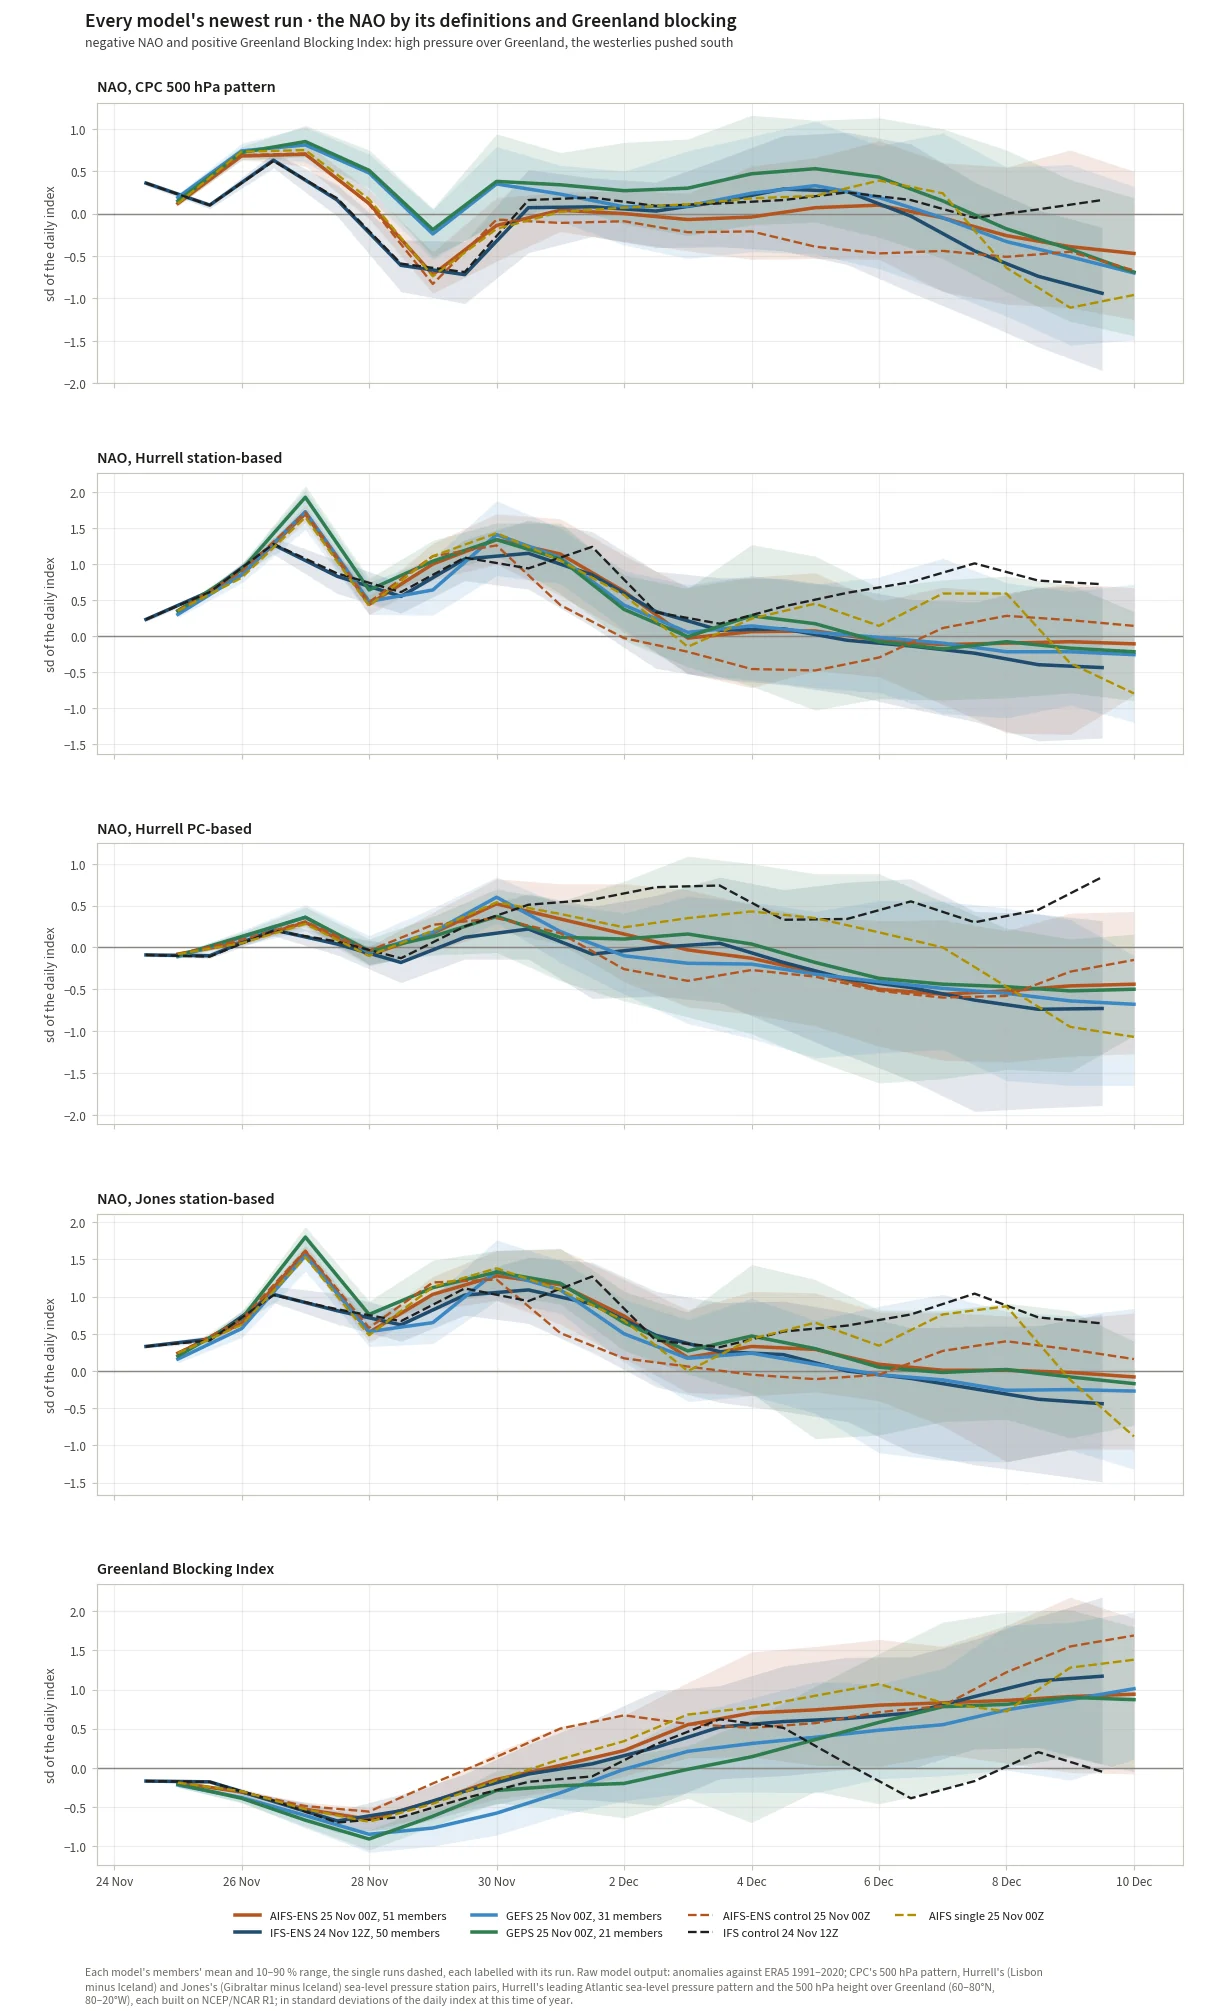 Every model's newest run · the NAO by its definitions and Greenland blocking
negative NAO and positive Greenland Blocking Index: high pressure over Greenland, the westerlies pushed south
NAO, CPC 500 hPa pattern
sd of the daily index
1.0
0.5
0.0
−0.5
−1.0
−1.5
−2.0
NAO, Hurrell station-based
sd of the daily index
2.0
1.5
1.0
0.5
0.0
−0.5
−1.0
−1.5
NAO, Hurrell PC-based
sd of the daily index
1.0
0.5
0.0
−0.5
−1.0
−1.5
−2.0
NAO, Jones station-based
sd of the daily index
2.0
1.5
1.0
0.5
0.0
−0.5
−1.0
−1.5
Greenland Blocking Index
sd of the daily index
2.0
1.5
1.0
0.5
0.0
−0.5
−1.0
24 Nov 26 Nov 28 Nov 30 Nov 2 Dec 4 Dec 6 Dec 8 Dec 10 Dec
AIFS-ENS 25 Nov 00Z, 51 members GEFS 25 Nov 00Z, 31 members AIFS-ENS control 25 Nov 00Z AIFS single 25 Nov 00Z
IFS-ENS 24 Nov 12Z, 50 members GEPS 25 Nov 00Z, 21 members IFS control 24 Nov 12Z
Each model's members' mean and 10–90 % range, the single runs dashed, each labelled with its run. Raw model output: anomalies against ERA5 1991–2020; CPC's 500 hPa pattern, Hurrell's (Lisbon
minus Iceland) and Jones's (Gibraltar minus Iceland) sea-level pressure station pairs, Hurrell's leading Atlantic sea-level pressure pattern and the 500 hPa height over Greenland (60–80°N,
80–20°W), each built on NCEP/NCAR R1; in standard deviations of the daily index at this time of year.